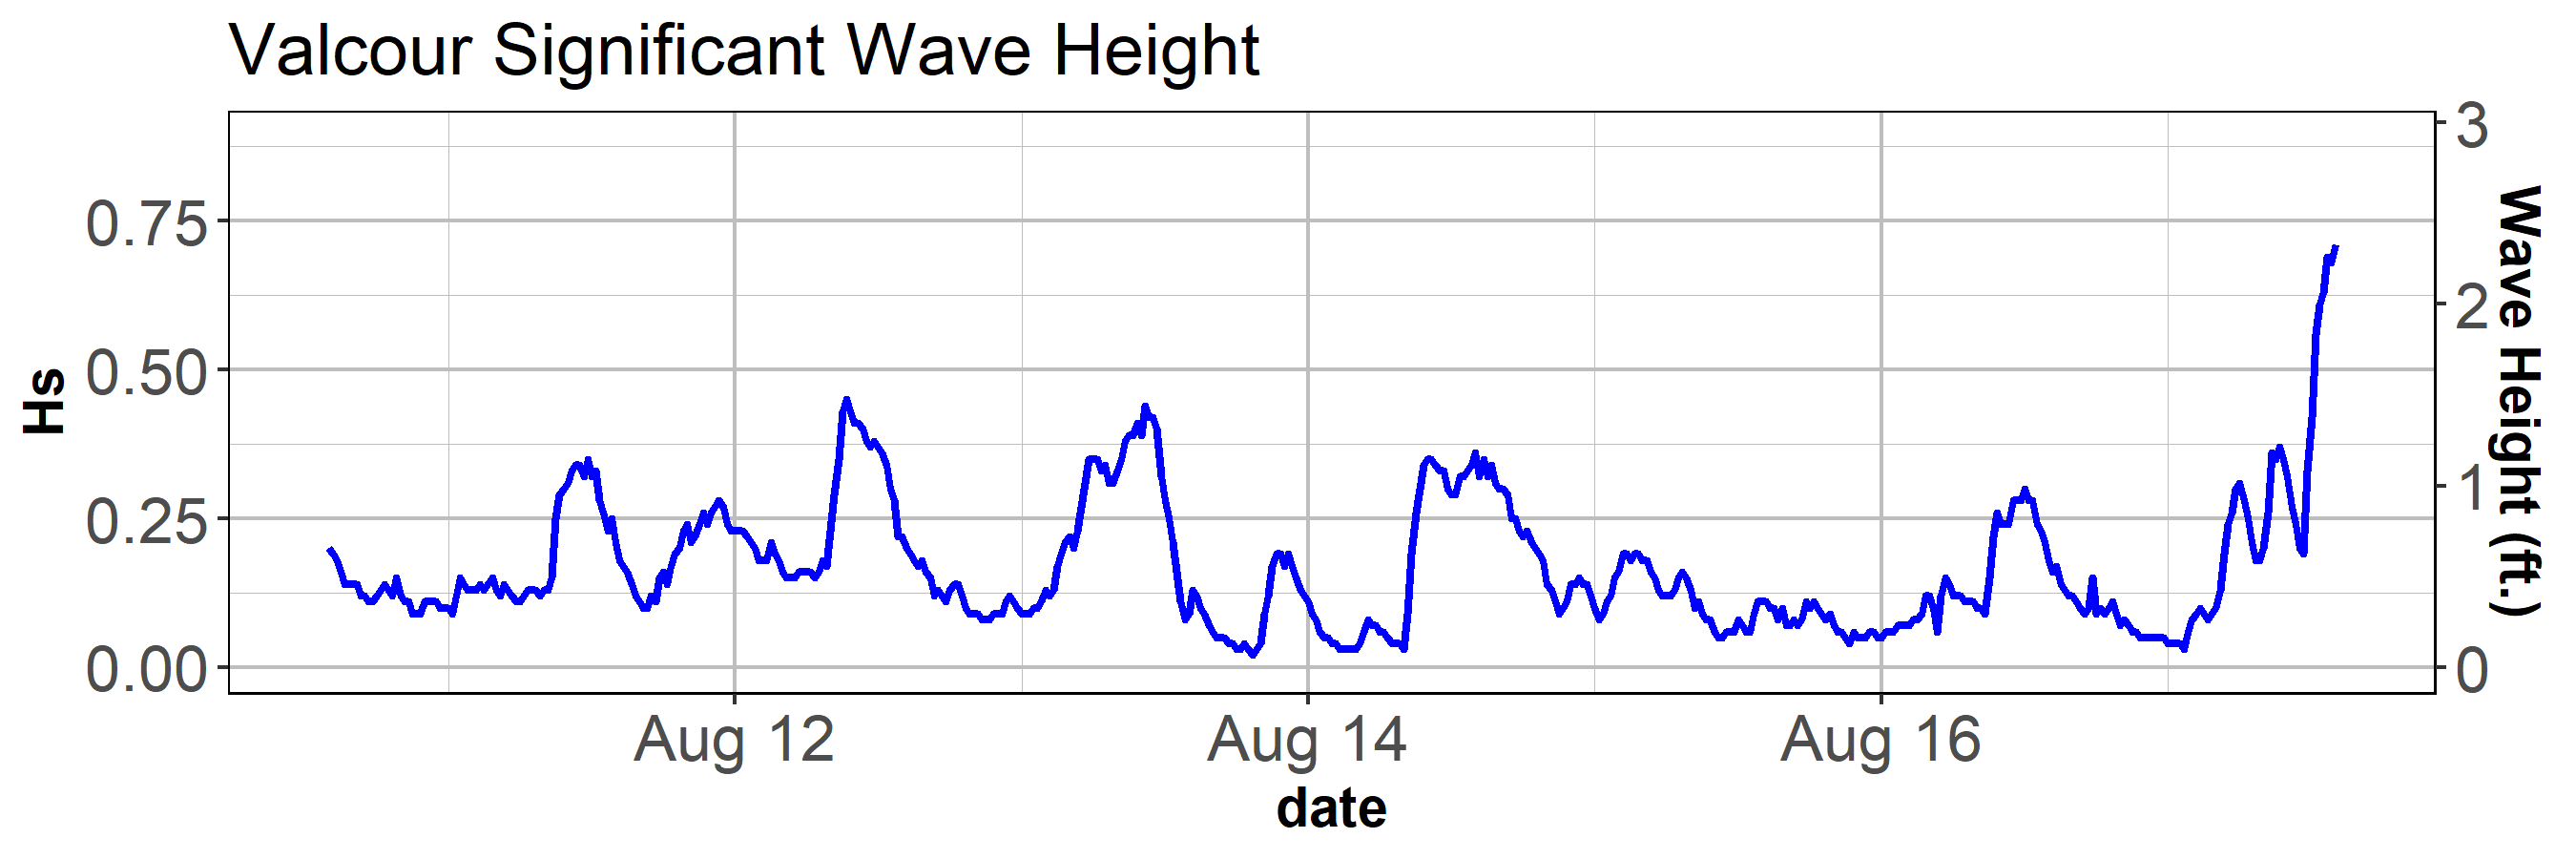 Valcour Significant Wave Height
Hs
0.75
0.50
0.25
0.00
3
2
1
0
Wave Height (ft.)
Aug 12 Aug 14 Aug 16
date